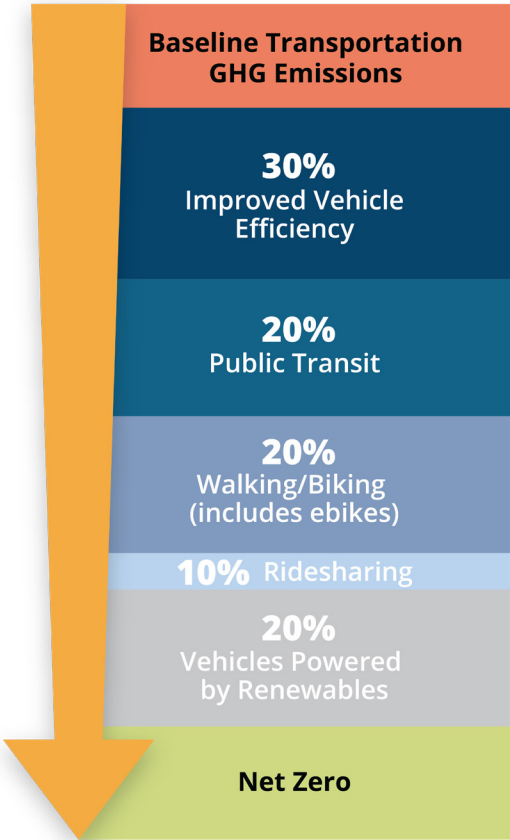 Baseline Transportation
GHG Emissions
30%
Improved Vehicle
Efficiency
20%
Public Transit
20%
Walking/Biking
(includes ebikes)
10% Ridesharing
20%
Vehicles Powered
by Renewables
Net Zero